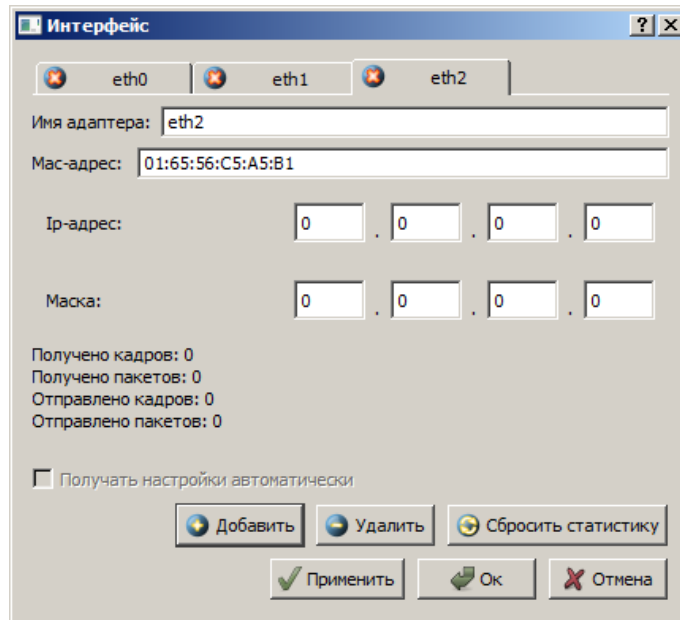 Интерфейс
eth0 eth1 eth2
Имя адаптера: eth2
Mac-адрес: 01:65:56:C5:A5:B1
Ip-адрес: 0 . 0 . 0 . 0
Маска: 0 . 0 . 0 . 0
Получено кадров: 0
Получено пакетов: 0
Отправлено кадров: 0
Отправлено пакетов: 0
Получать настройки автоматически
Добавить Удалить Сбросить статистику
Применить Ок Отмена